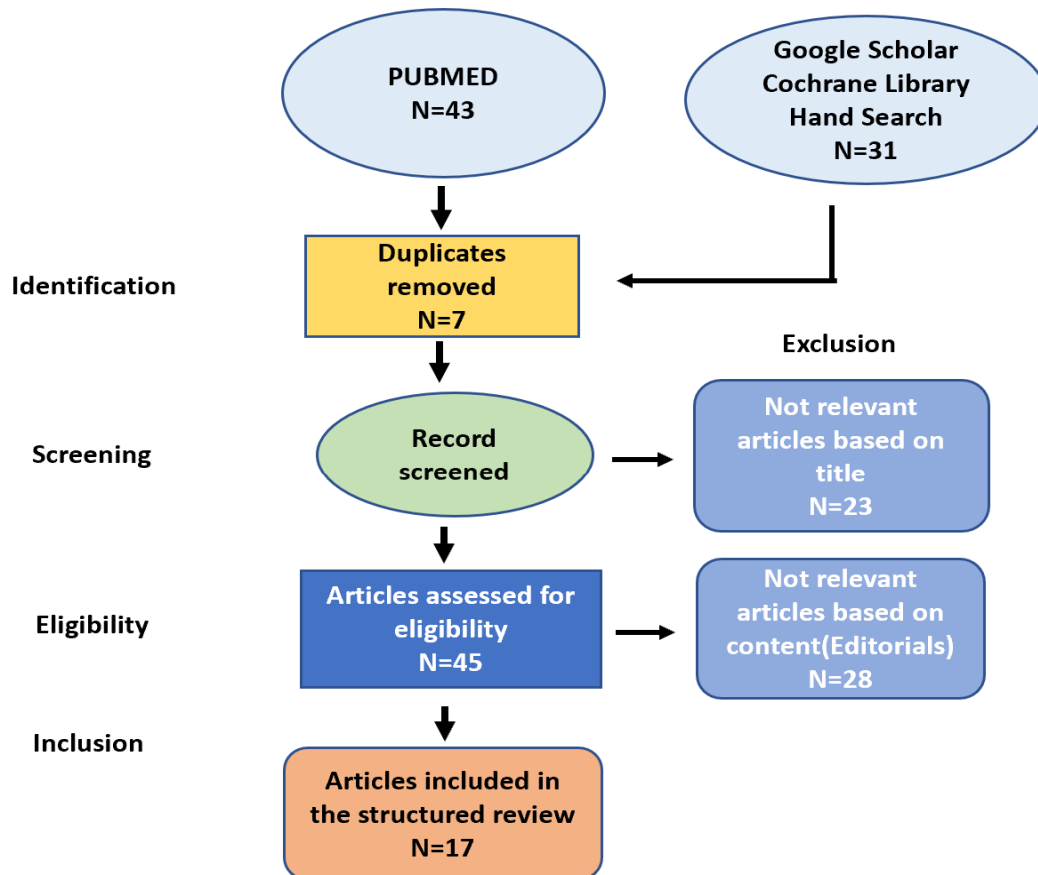 PUBMED
N=43
Google Scholar
Cochrane Library
Hand Search
N=31
Identification
Duplicates
removed
N=7
Exclusion
Screening
Record
screened
Not relevant
articles based on
title
N=23
Eligibility
Articles assessed for
eligibility
N=45
Not relevant
articles based on
content(Editorials)
N=28
Inclusion
Articles included in
the structured review
N=17